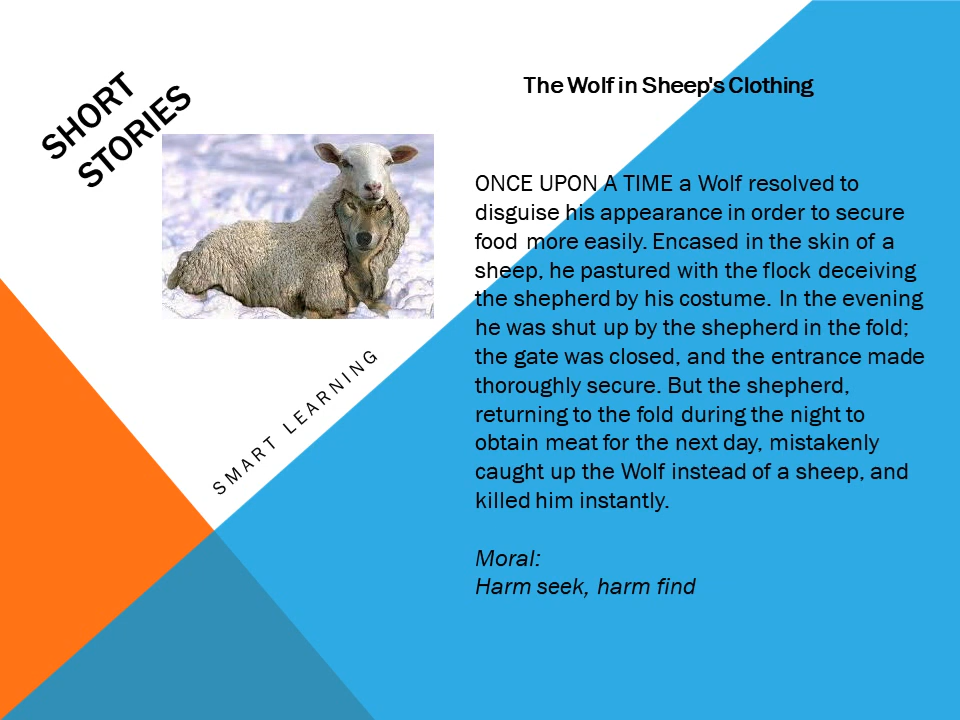 SHORT
STORIES
The Wolf in Sheep's Clothing
ONCE UPON A TIME a Wolf resolved to
disguise his appearance in order to secure
food more easily. Encased in the skin of a
sheep, he pastured with the flock deceiving
the shepherd by his costume. In the evening
he was shut up by the shepherd in the fold;
the gate was closed, and the entrance made
thoroughly secure. But the shepherd,
returning to the fold during the night to
obtain meat for the next day, mistakenly
caught up the Wolf instead of a sheep, and
killed him instantly.
Moral:
Harm seek, harm find
SMART LEARNING